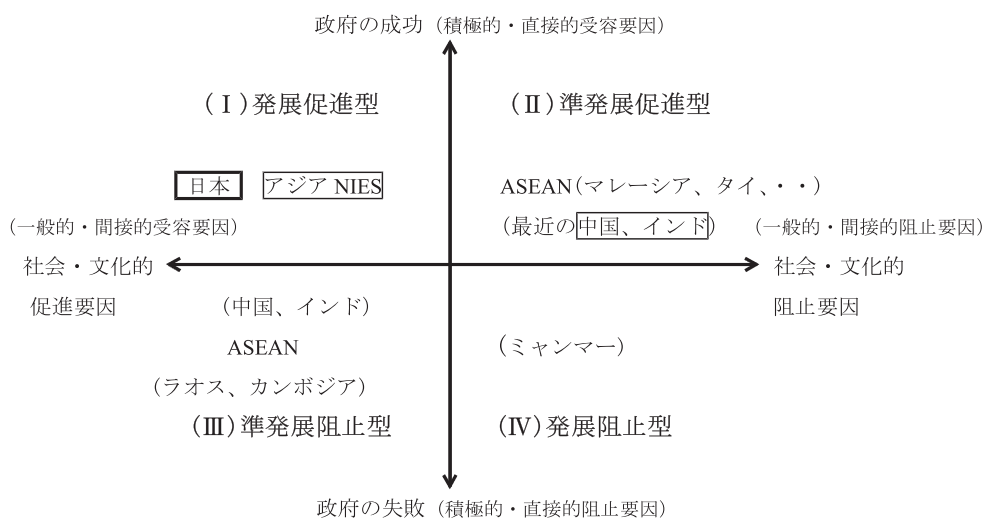 政府の成功（積極的・直接的受容要因）
（Ⅰ）発展促進型
（Ⅱ）準発展促進型
日本
アジア NIES
ASEAN（マレーシア、タイ、・・）
（最近の中国、インド）
（一般的・間接的受容要因）
（一般的・間接的阻止要因）
社会・文化的
促進要因
社会・文化的
阻止要因
（中国、インド）
ASEAN
（ラオス、カンボジア）
（ミャンマー）
（Ⅲ）準発展阻止型
（Ⅳ）発展阻止型
政府の失敗（積極的・直接的阻止要因）